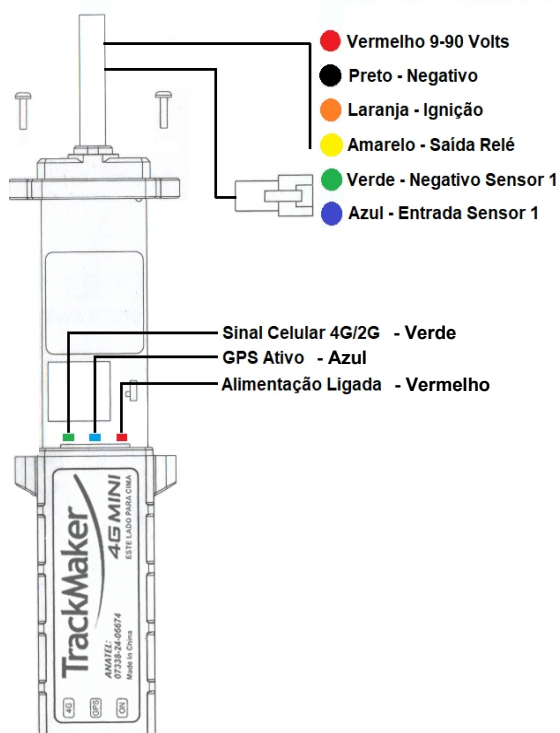 Vermelho 9-90 Volts
Preto - Negativo
Laranja - Ignição
Amarelo - Saída Relé
Verde - Negativo Sensor 1
Azul - Entrada Sensor 1
Sinal Celular 4G/2G - Verde
GPS Ativo - Azul
Alimentação Ligada - Vermelho
TrackMaker
4G MINI
ESTE LADO PARA CIMA
ANATEL:
07338-24-06674
Made In China
4G
GPS
ON